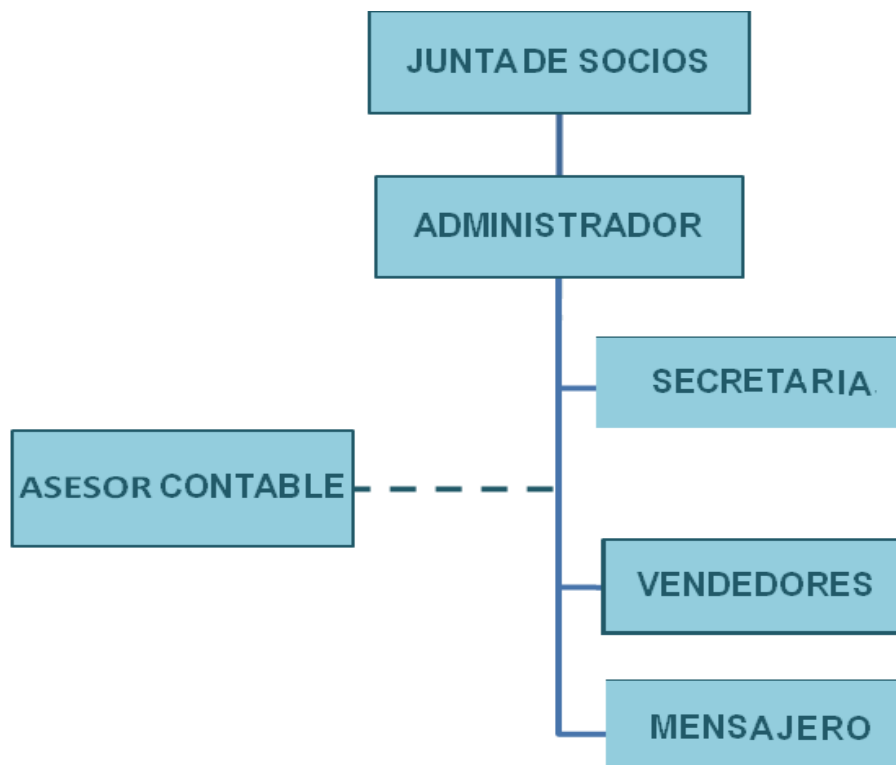 JUNTA DE SOCIOS
ADMINISTRADOR
SECRETARIA.
ASESOR CONTABLE
VENDEDORES
MENSAJERO